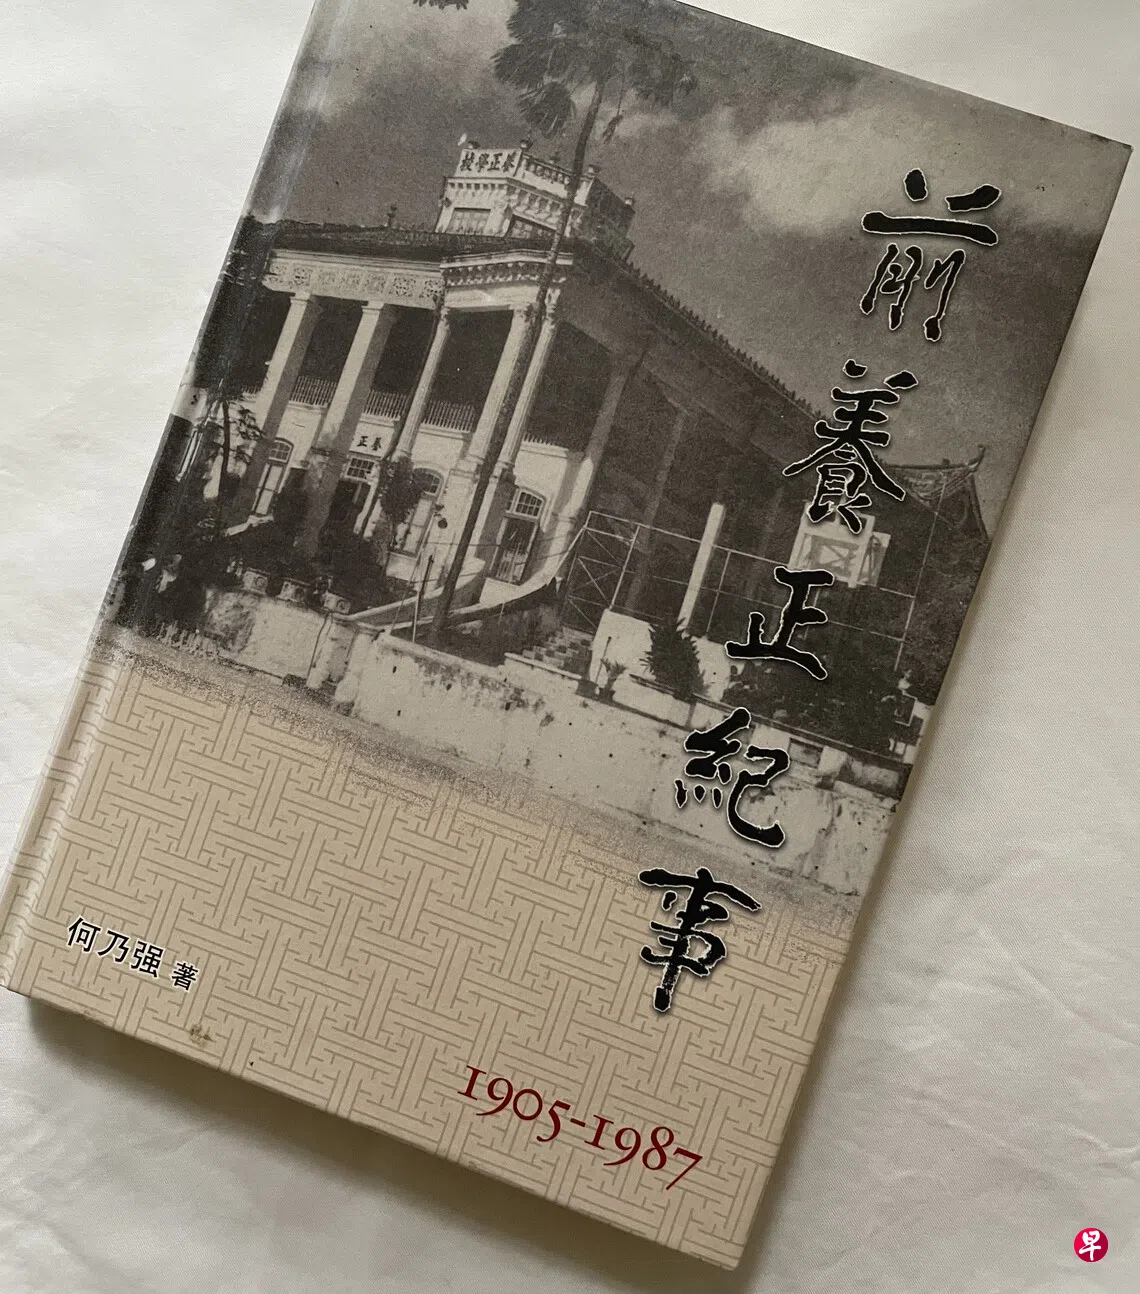 養正學校
養正
前養正紀事
何乃强 著
1905-1987
早